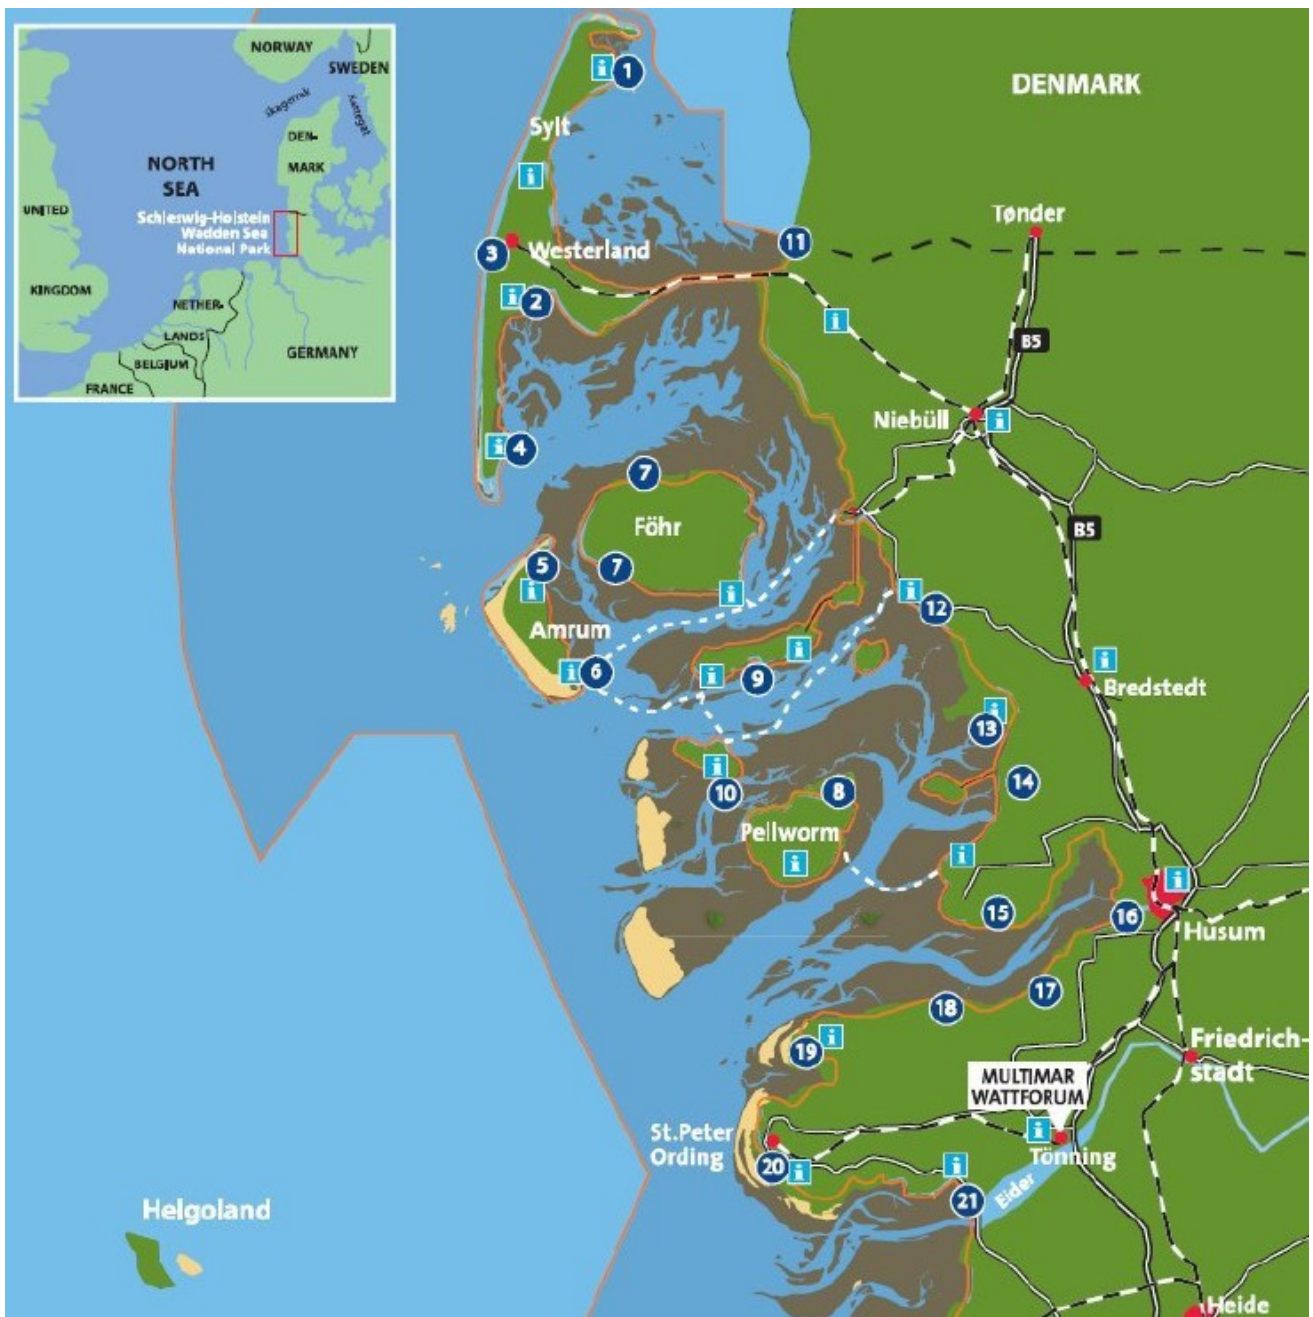 NORWAY
SWEDEN
Skagerrak
Kattegat
DEN-
MARK
NORTH
SEA
UNITED
KINGDOM
Schleswig-Holstein
Wadden Sea
National Park
NETHER-
LANDS
BELGIUM
GERMANY
FRANCE
DENMARK
i
1
Sylt
i
Tønder
3
Westerland
11
i
2
i
B5
Niebüll
i
i
4
7
Föhr
B5
5
7
i
i
i
12
Amrum
i
6
i
i
9
i
Bredstedt
i
13
i
10
8
14
Pellworm
i
i
i
15
16
Husum
17
18
i
19
Friedrich-
stadt
MULTIMAR
WATTFORUM
St.Peter
Ording
i
Tönning
20
i
i
21
Eider
Helgoland
Heide